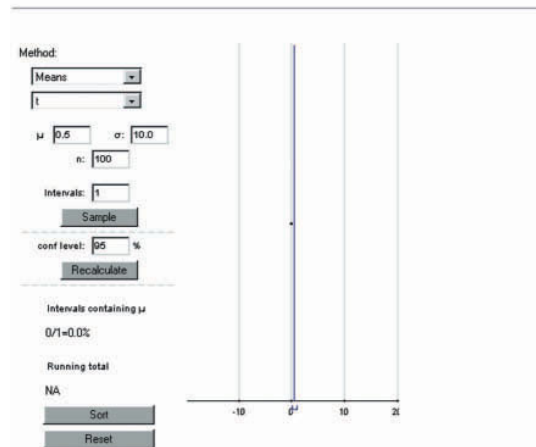 Method:
Means
t
μ 0.5 σ: 10.0
n: 100
Intervals: 1
Sample
conf level: 95 %
Recalculate
Intervals containing μ
0/1=0.0%
Running total
NA
Sort
Reset
-10 0 10 20
μ